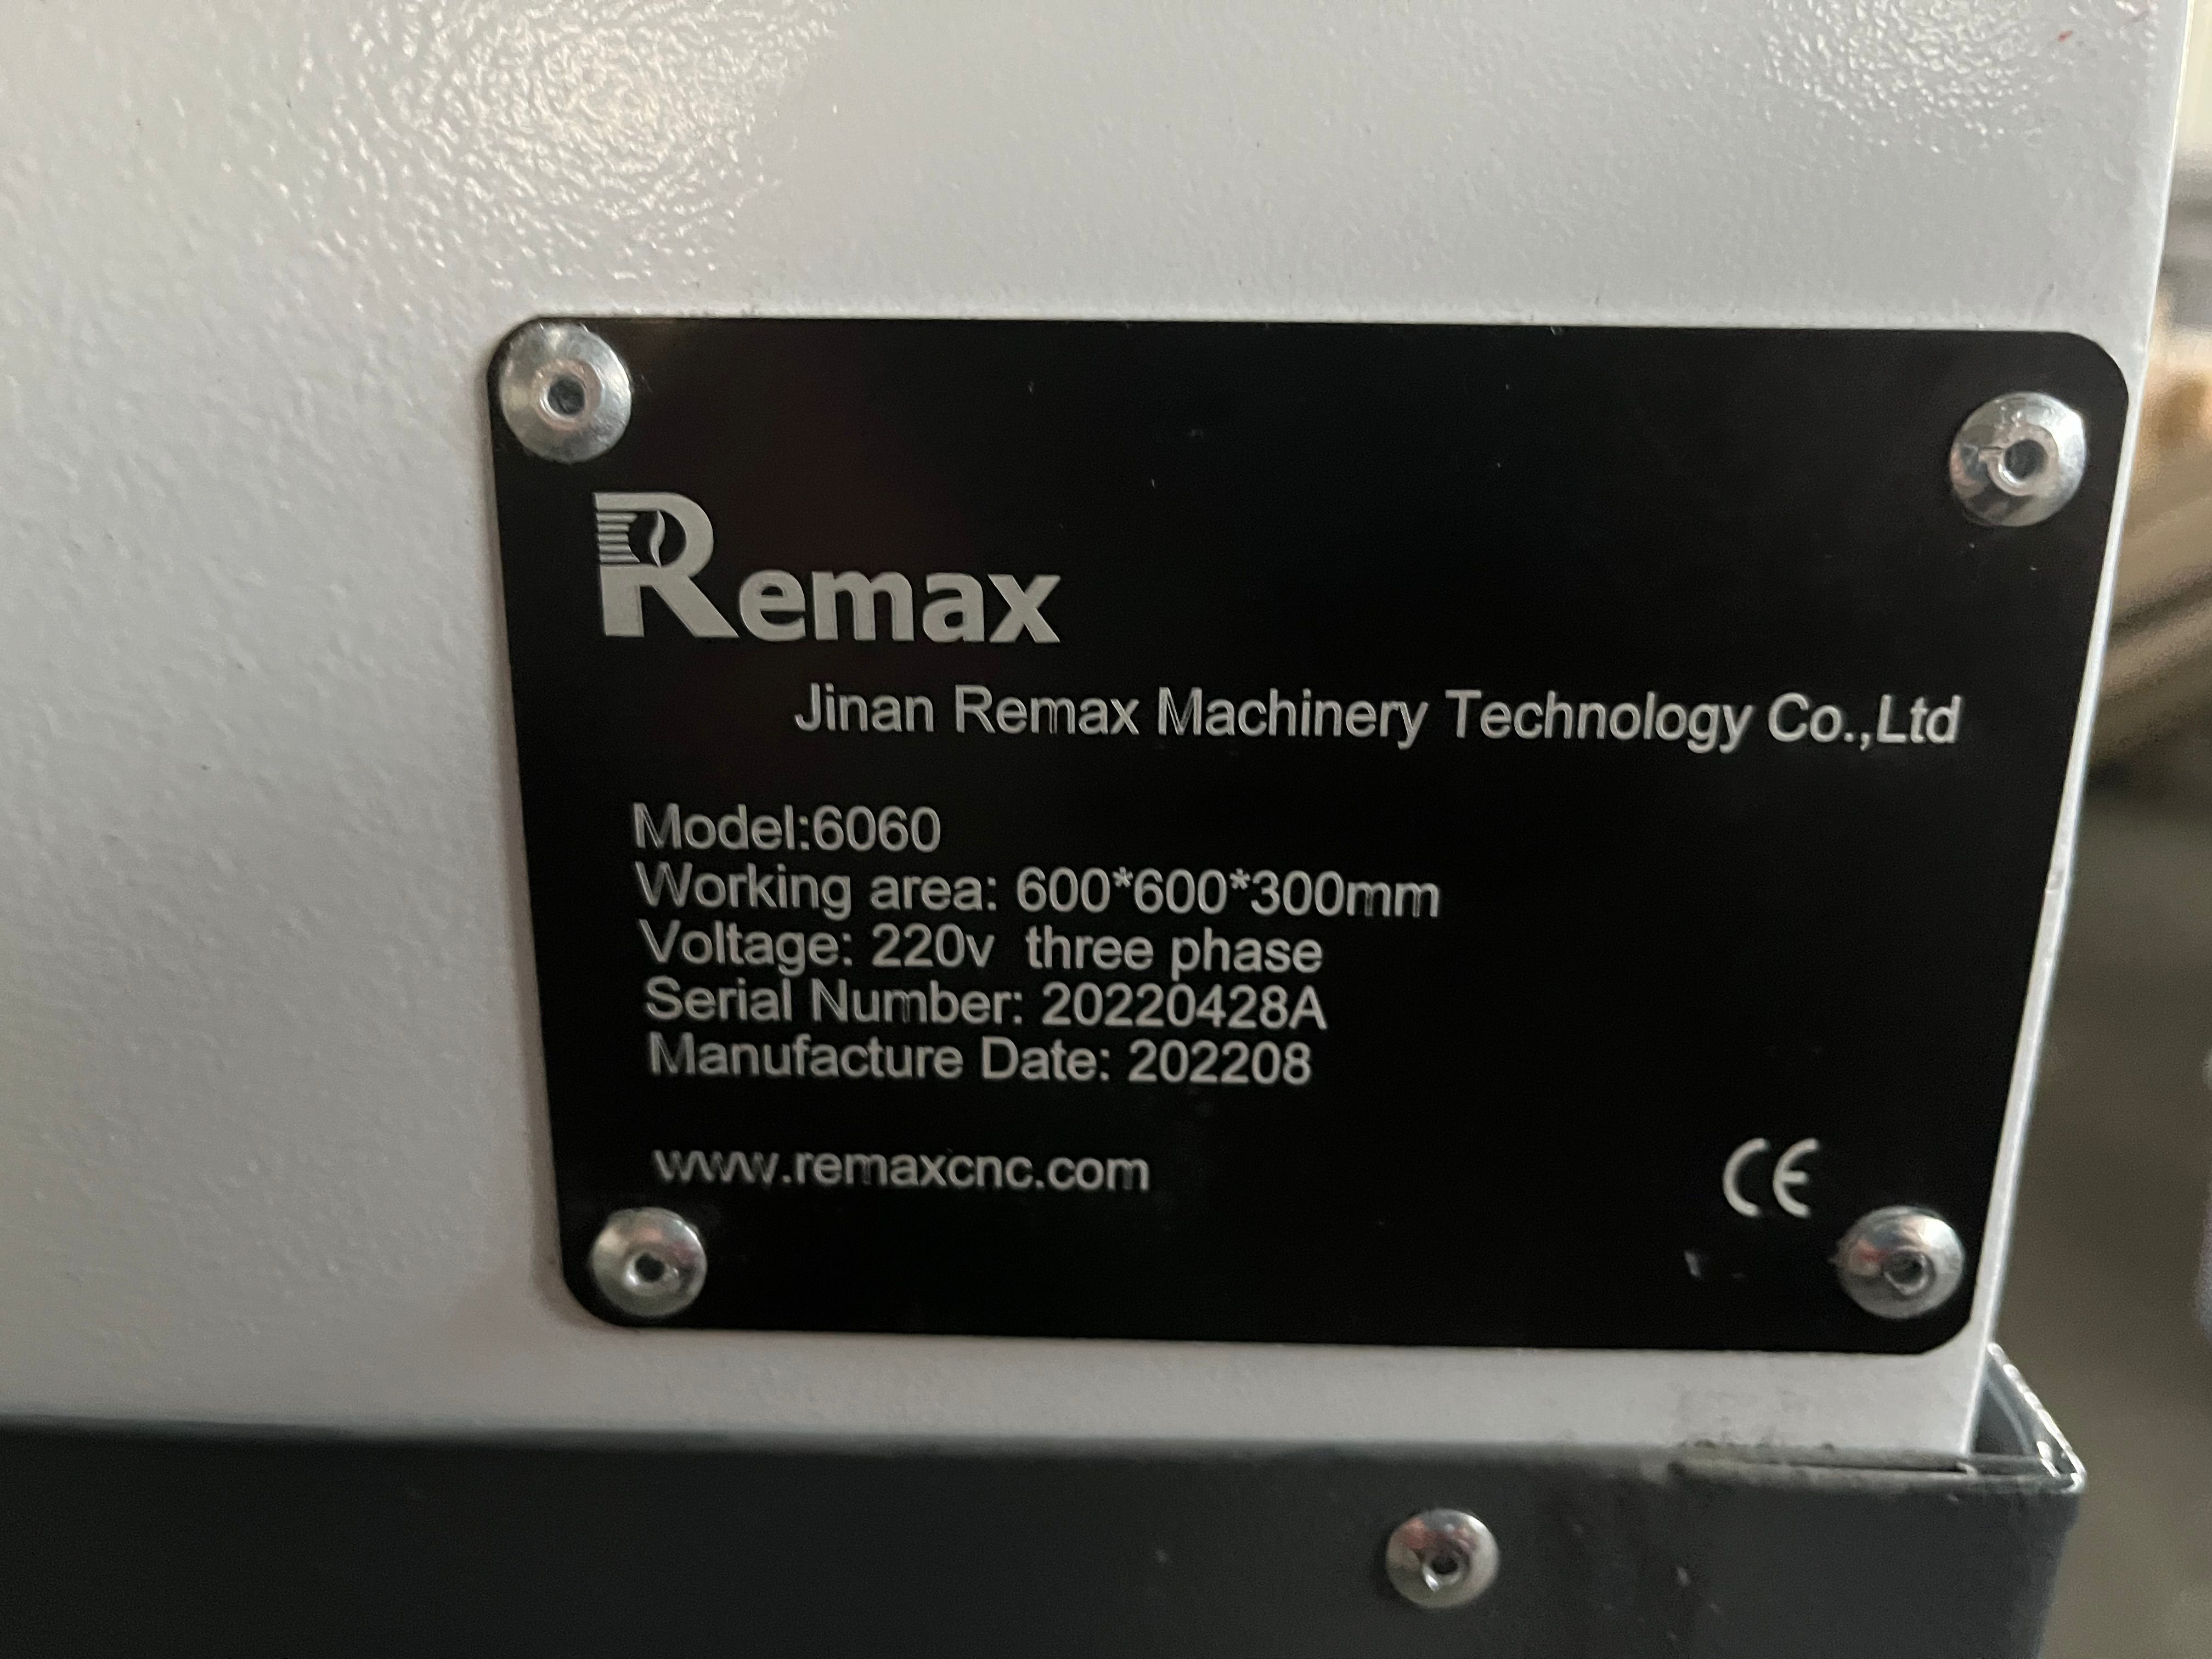 Remax
Jinan Remax Machinery Technology Co.,Ltd
Model:6060
Working area: 600*600*300mm
Voltage: 220v three phase
Serial Number: 20220428A
Manufacture Date: 202208
www.remaxcnc.com
CE